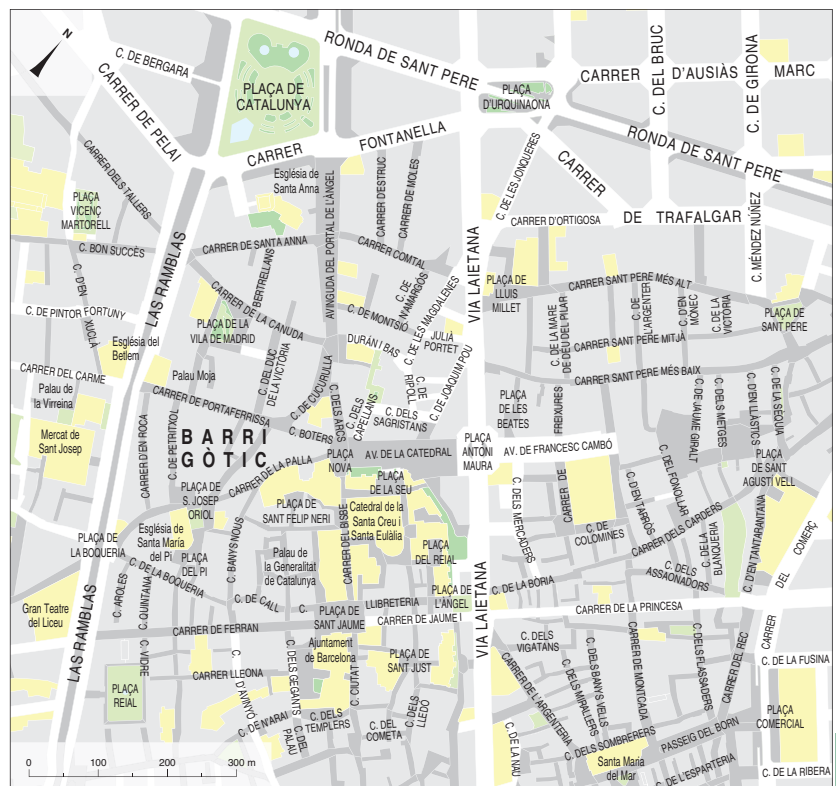 N
C. DE BERGARA
CARRER DE PELAI
PLAÇA DE
CATALUNYA
RONDA DE SANT PERE
PLAÇA
D'URQUINAONA
CARRER D'AUSIÀS MARC
C. DEL BRUC
C. DE GIRONA
RONDA DE SANT PERE
CARRER FONTANELLA
CARRER DE TRAFALGAR
CARRER DELS TALLERS
PLAÇA
VICENÇ
MARTORELL
Església de
Santa Anna
AVINGUDA DEL PORTAL DE L'ÀNGEL
CARRER ESTRUC
CARRER DE MOLES
C. DE LES JONQUERES
CARRER D'ORTIGOSA
C. MÉNDEZ NÚÑEZ
C. BON SUCCÈS
CARRER DE SANTA ANNA
CARRER COMTAL
LAS RAMBLAS
C. D'EN
XUCLÀ
C. DE PINTOR FORTUNY
BERTRELLANS
CARRER DE LA CANUDA
PLAÇA DE LA
VILA DE MADRID
C. DE
N'AMARGÓS
C. DE MONTSIÓ
C. DE LES MAGDALENES
VIA LAIETANA
PLAÇA DE
LLUIS
MILLET
CARRER SANT PERE MÉS ALT
C. DE LA MARE
DE DEU DEL PILAR
C. DE
L'ARGENTER
C. D'EN
MÒNEC
C. DE LA
VICTÒRIA
PLAÇA DE
SANT PERE
CARRER SANT PERE MITJÀ
CARRER SANT PERE MÉS BAIX
Església del
Betlem
DURÁN I BAS
JULIÀ
PORTET
CARRER DEL CARME
Palau de
la Virreina
Palau Moja
C. DEL DUC
DE LA VICTÒRIA
C. DE CUCURULLA
C. DELS ARCS
C. DELS
CAPELLANS
C. DE
RIPOLL
C. DE JOAQUIM POU
C. DELS
SAGRISTANS
CARRER DE PORTAFERRISSA
C. BOTERS
Mercat de
Sant Josep
CARRER D'EN ROCA
C. DE PETRITXOL
BARRI
GÒTIC
CARRER DE LA PALLA
PLAÇA
NOVA
AV. DE LA CATEDRAL
PLAÇA
ANTONI
MAURA
AV. DE FRANCESC CAMBÓ
PLAÇA
DE LES
BEATES
FREIXURES
CARRER DE
C. DE JAUME GIRALT
C. DELS METGES
C. D'EN LLÀSTICS
C. DE LA SÈQUIA
PLAÇA
DE SANT
AGUSTÍ VELL
PLAÇA
DE LA SEU
PLAÇA DE
S. JOSEP
ORIOL
PLAÇA DE
SANT FELIP NERI
CARRER DEL BISBE
Catedral de la
Santa Creu i
Santa Eulàlia
C. DELS MERCADERS
C. DE
COLOMINES
C. D'EN TARRÒS
C. DEL FONOLLAR
CARRER DELS CARDERS
C. DE LA
BLANQUERIA
C. D'EN TANTARANTANA
C. DELS
ASSAONADORS
PLAÇA DE
LA BOQUERIA
Església de
Santa María
del Pi
PLAÇA
DEL PI
C. BANYS NOUS
Palau de
la Generalitat
de Catalunya
PLAÇA
DEL REIAL
C. DE LA BOQUERIA
C. DE LA BÒRIA
CARRER DEL COMERÇ
C. DE CALL
C. LLIBRETERIA
PLAÇA DE
L'ÀNGEL
CARRER DE LA PRINCESA
Gran Teatre
del Liceu
LAS RAMBLAS
C. AROLES
C. QUINTANA
PLAÇA DE
SANT JAUME
CARRER DE JAUME I
VIA LAIETANA
CARRER DE FERRAN
C. VIDRE
PLAÇA
REIAL
CARRER LLEONA
C.
D'AVINYÓ
C. DELS GEGANTS
Ajuntament
de Barcelona
C. CIUTAT
PLAÇA DE
SANT JUST
C. DELS
LLEDÓ
C. DE N'ARAI
C. DEL
PALAU
C. DELS
TEMPLERS
C. DEL
COMETA
C. DELS
VIGATANS
CARRER DE L'ARGENTERIA
C. DELS MIRALLERS
C. DELS BANYS VELLS
CARRER DE MONTCADA
C. DELS FLASSADERS
CARRER DEL REC
C. DE LA FUSINA
PLAÇA
COMERCIAL
C. DELS SOMBRERERS
PASSEIG DEL BORN
Santa Maria
del Mar
C. DE LA NAU
C. DE L'ESPARTERIA
C. DE LA RIBERA
0 100 200 300 m